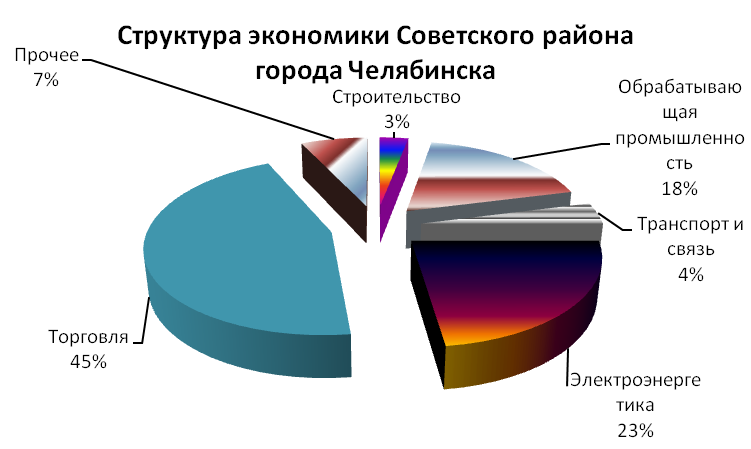 Структура экономики Советского района
города Челябинска
Прочее
7%
Строительство
3%
Обрабатываю
щая
промышленно
сть
18%
Транспорт и
связь
4%
Электроэнерге
тика
23%
Торговля
45%